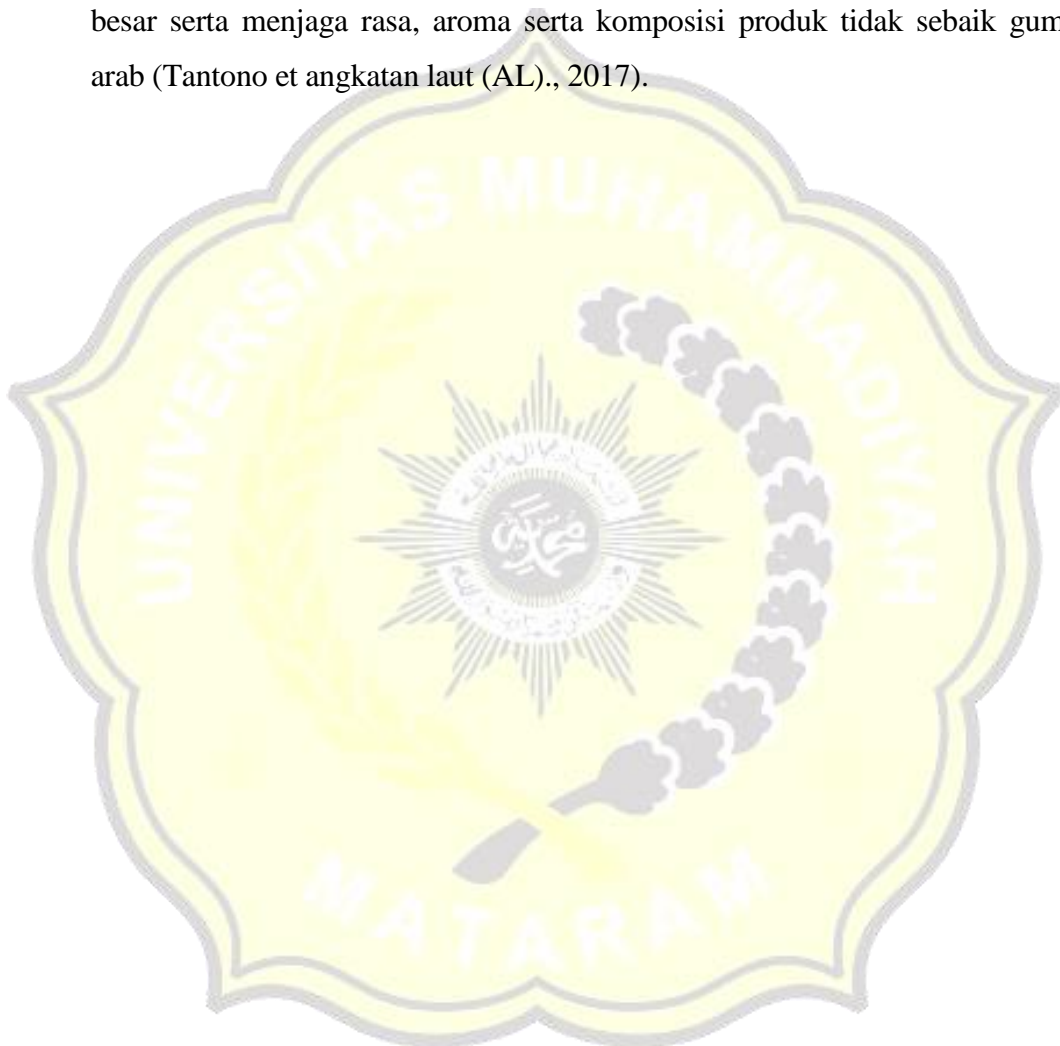 besar serta menjaga rasa, aroma serta komposisi produk tidak sebaik gum
arab (Tantono et angkatan laut (AL)., 2017).
UNIVERSITAS MUHAMMADIYAH
MATARAM